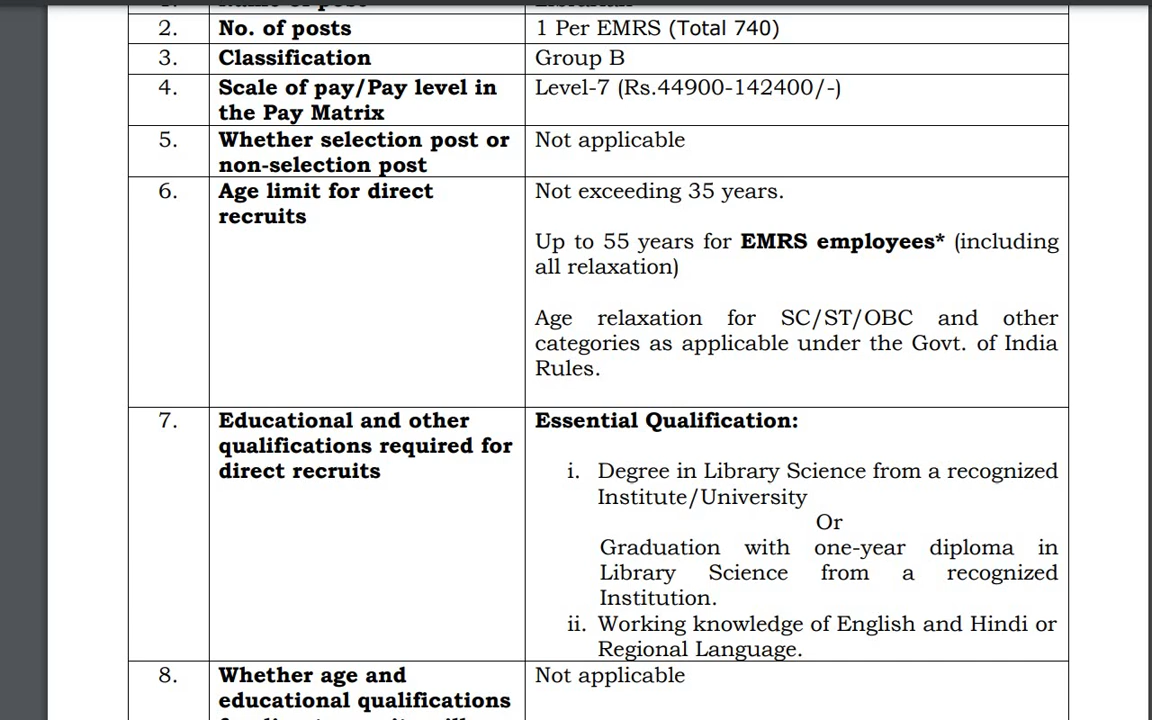 2. No. of posts 1 Per EMRS (Total 740)
3. Classification Group B
4. Scale of pay/Pay level in Level-7 (Rs.44900-142400/-)
the Pay Matrix
5. Whether selection post or Not applicable
non-selection post
6. Age limit for direct Not exceeding 35 years.
recruits
Up to 55 years for EMRS employees* (including
all relaxation)
Age relaxation for SC/ST/OBC and other
categories as applicable under the Govt. of India
Rules.
7. Educational and other Essential Qualification:
qualifications required for
direct recruits
i. Degree in Library Science from a recognized
Institute/University
Or
Graduation with one-year diploma in
Library Science from a recognized
Institution.
ii. Working knowledge of English and Hindi or
Regional Language.
8. Whether age and Not applicable
educational qualifications